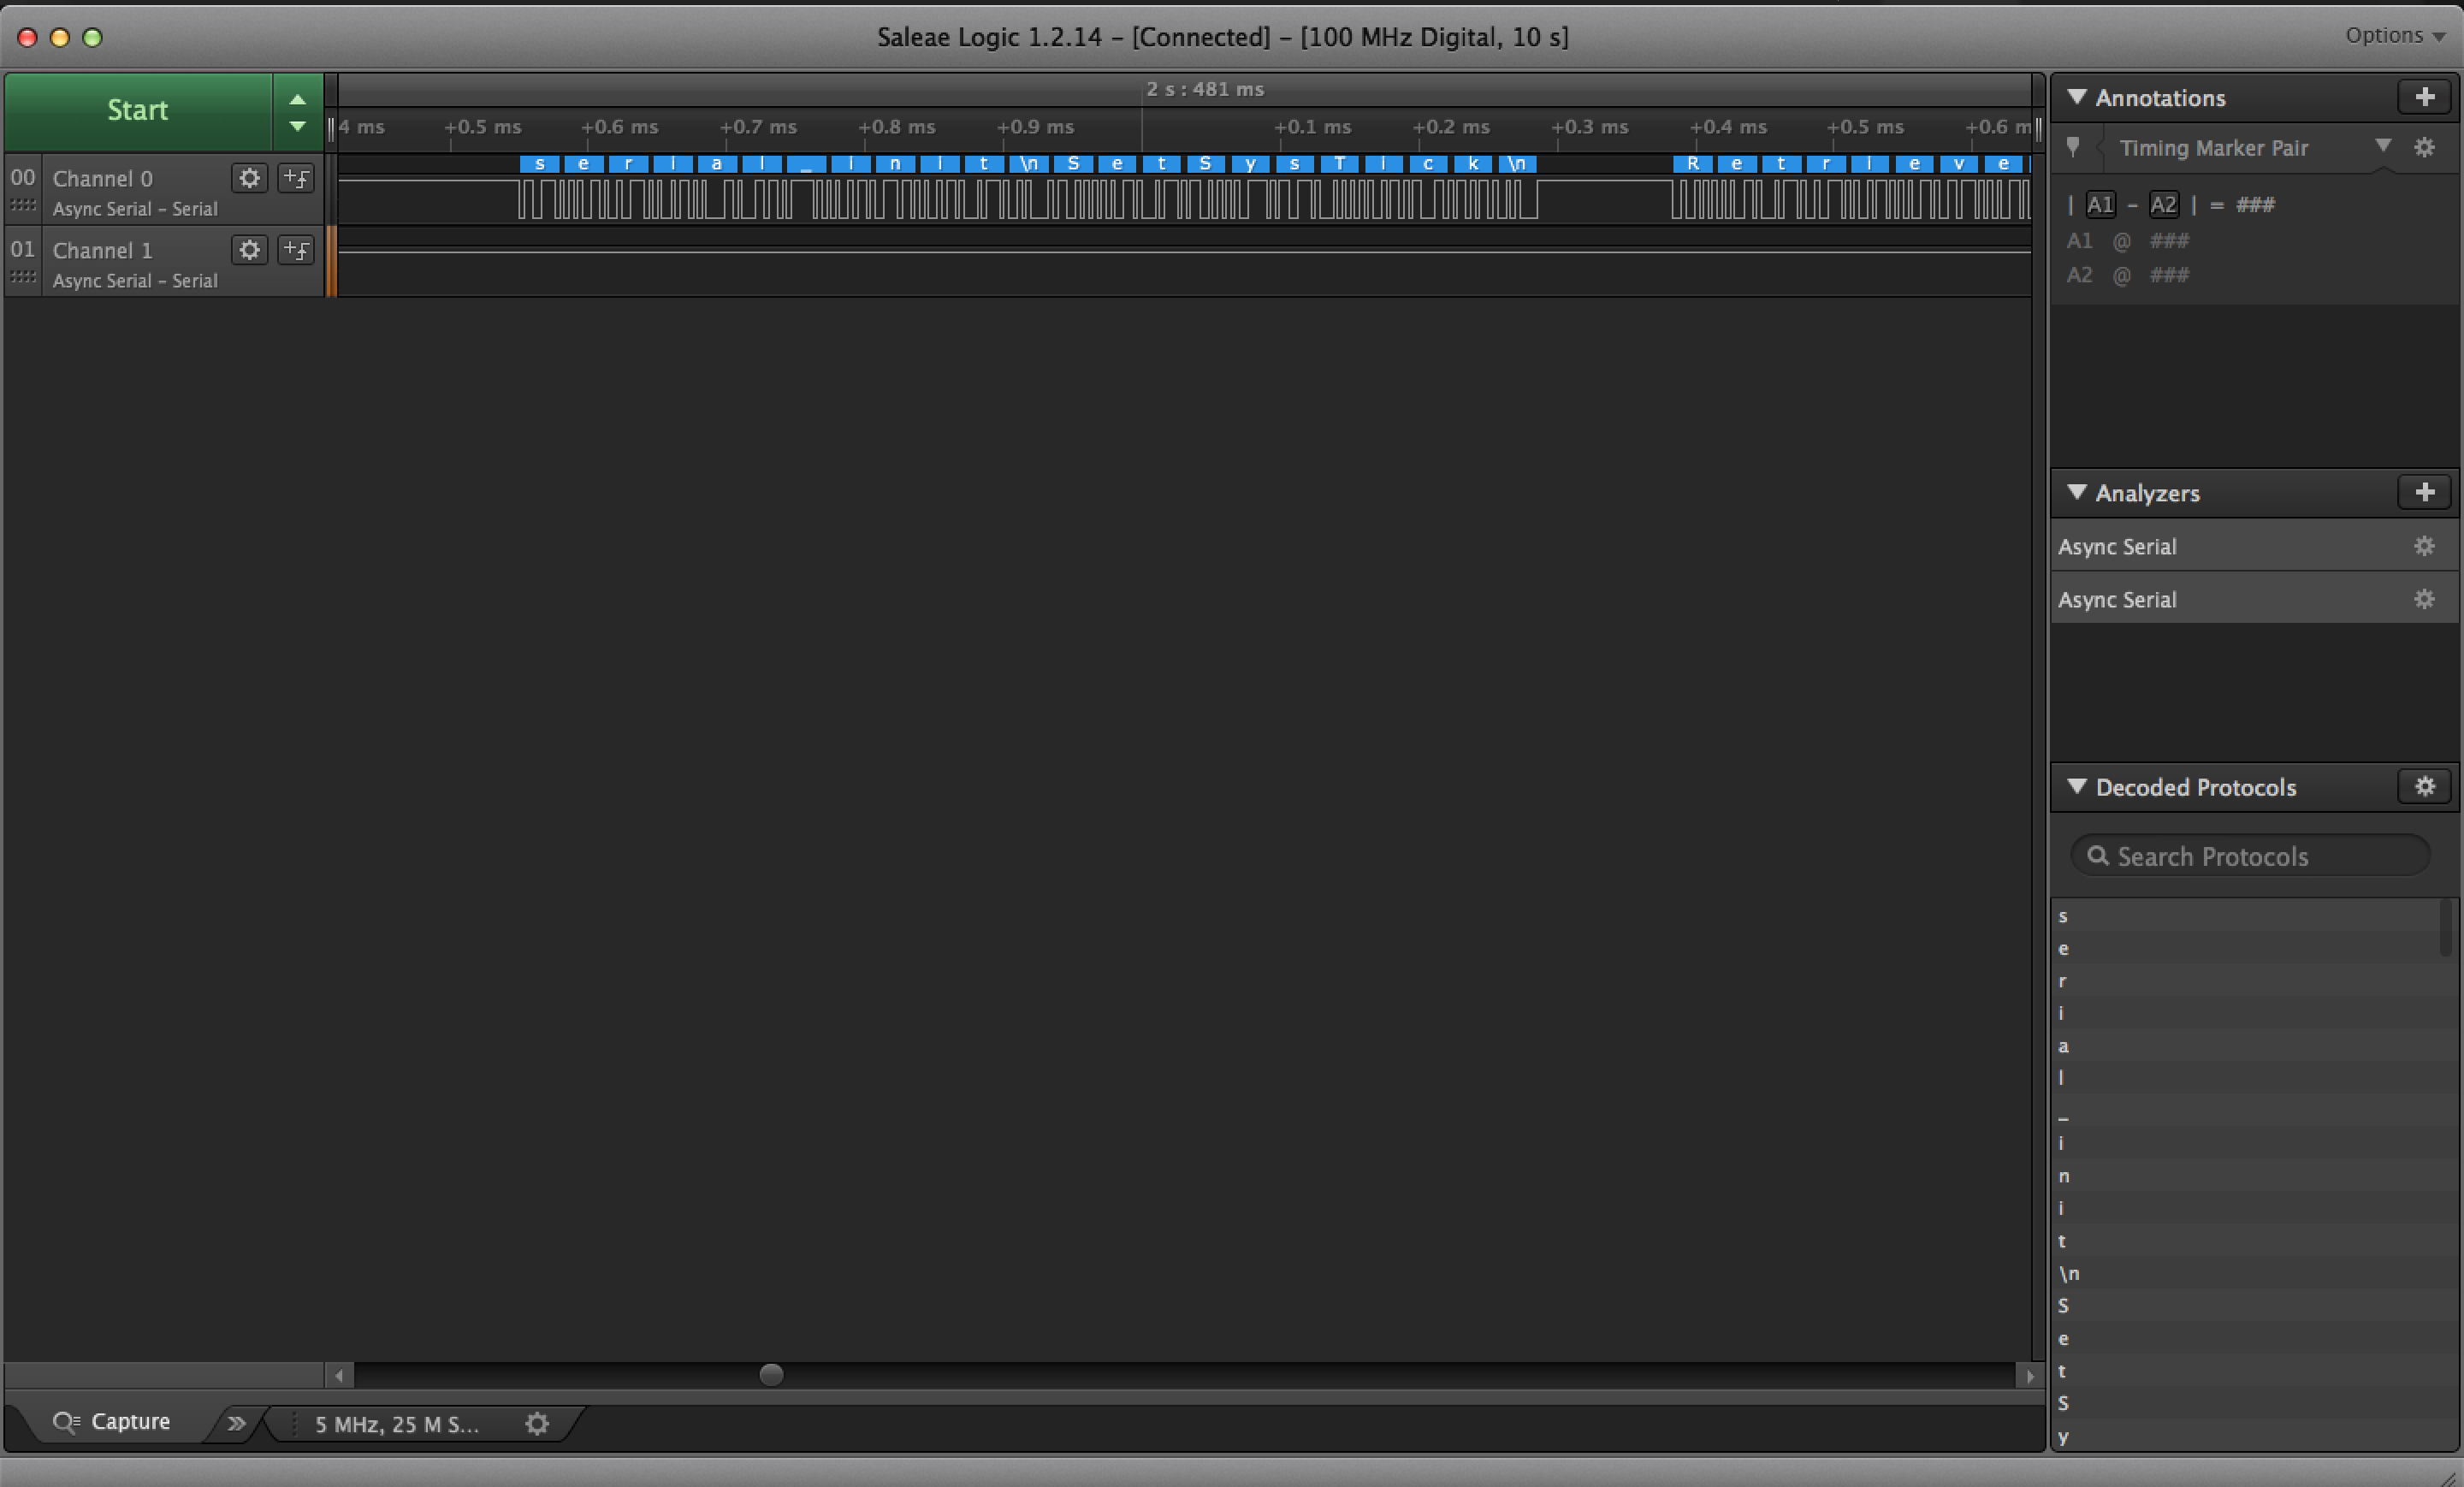 Saleae Logic 1.2.14 – [Connected] – [100 MHz Digital, 10 s]
Options
Start
2 s : 481 ms
4 ms +0.5 ms +0.6 ms +0.7 ms +0.8 ms +0.9 ms +0.1 ms +0.2 ms +0.3 ms +0.4 ms +0.5 ms +0.6 m
s e r i a l _ i n i t \n S e t S y s T i c k \n R e t r i e v e
00 Channel 0
Async Serial – Serial
01 Channel 1
Async Serial – Serial
Annotations
Timing Marker Pair
| A1 – A2 | = ###
A1 @ ###
A2 @ ###
Analyzers
Async Serial
Async Serial
Decoded Protocols
Search Protocols
s
e
r
i
a
l
_
i
n
i
t
\n
S
e
t
S
y
Capture
5 MHz, 25 M S...